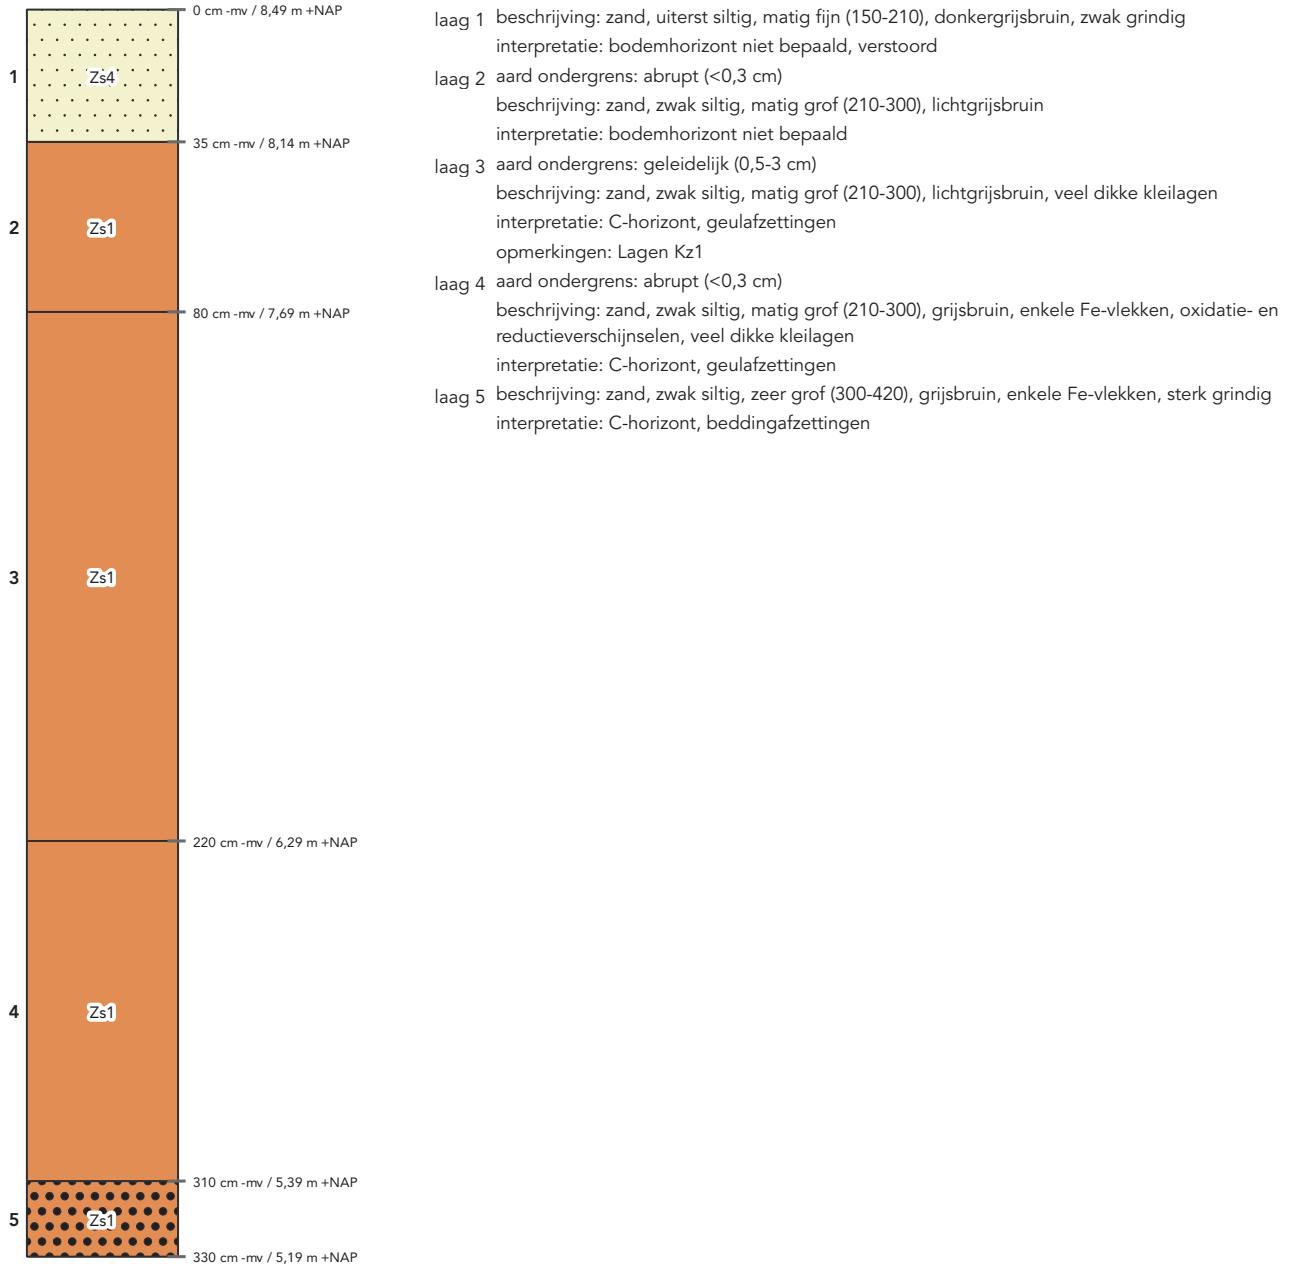 0 cm -mv / 8,49 m +NAP
1
Zs4
35 cm -mv / 8,14 m +NAP
2
Zs1
80 cm -mv / 7,69 m +NAP
3
Zs1
220 cm -mv / 6,29 m +NAP
4
Zs1
310 cm -mv / 5,39 m +NAP
5
Zs1
330 cm -mv / 5,19 m +NAP
laag 1 beschrijving: zand, uiterst siltig, matig fijn (150-210), donkergrijsbruin, zwak grindig
interpretatie: bodemhorizont niet bepaald, verstoord
laag 2 aard ondergrens: abrupt (<0,3 cm)
beschrijving: zand, zwak siltig, matig grof (210-300), lichtgrijsbruin
interpretatie: bodemhorizont niet bepaald
laag 3 aard ondergrens: geleidelijk (0,5-3 cm)
beschrijving: zand, zwak siltig, matig grof (210-300), lichtgrijsbruin, veel dikke kleilagen
interpretatie: C-horizont, geulafzettingen
opmerkingen: Lagen Kz1
laag 4 aard ondergrens: abrupt (<0,3 cm)
beschrijving: zand, zwak siltig, matig grof (210-300), grijsbruin, enkele Fe-vlekken, oxidatie- en
reductieverschijnselen, veel dikke kleilagen
interpretatie: C-horizont, geulafzettingen
laag 5 beschrijving: zand, zwak siltig, zeer grof (300-420), grijsbruin, enkele Fe-vlekken, sterk grindig
interpretatie: C-horizont, beddingafzettingen